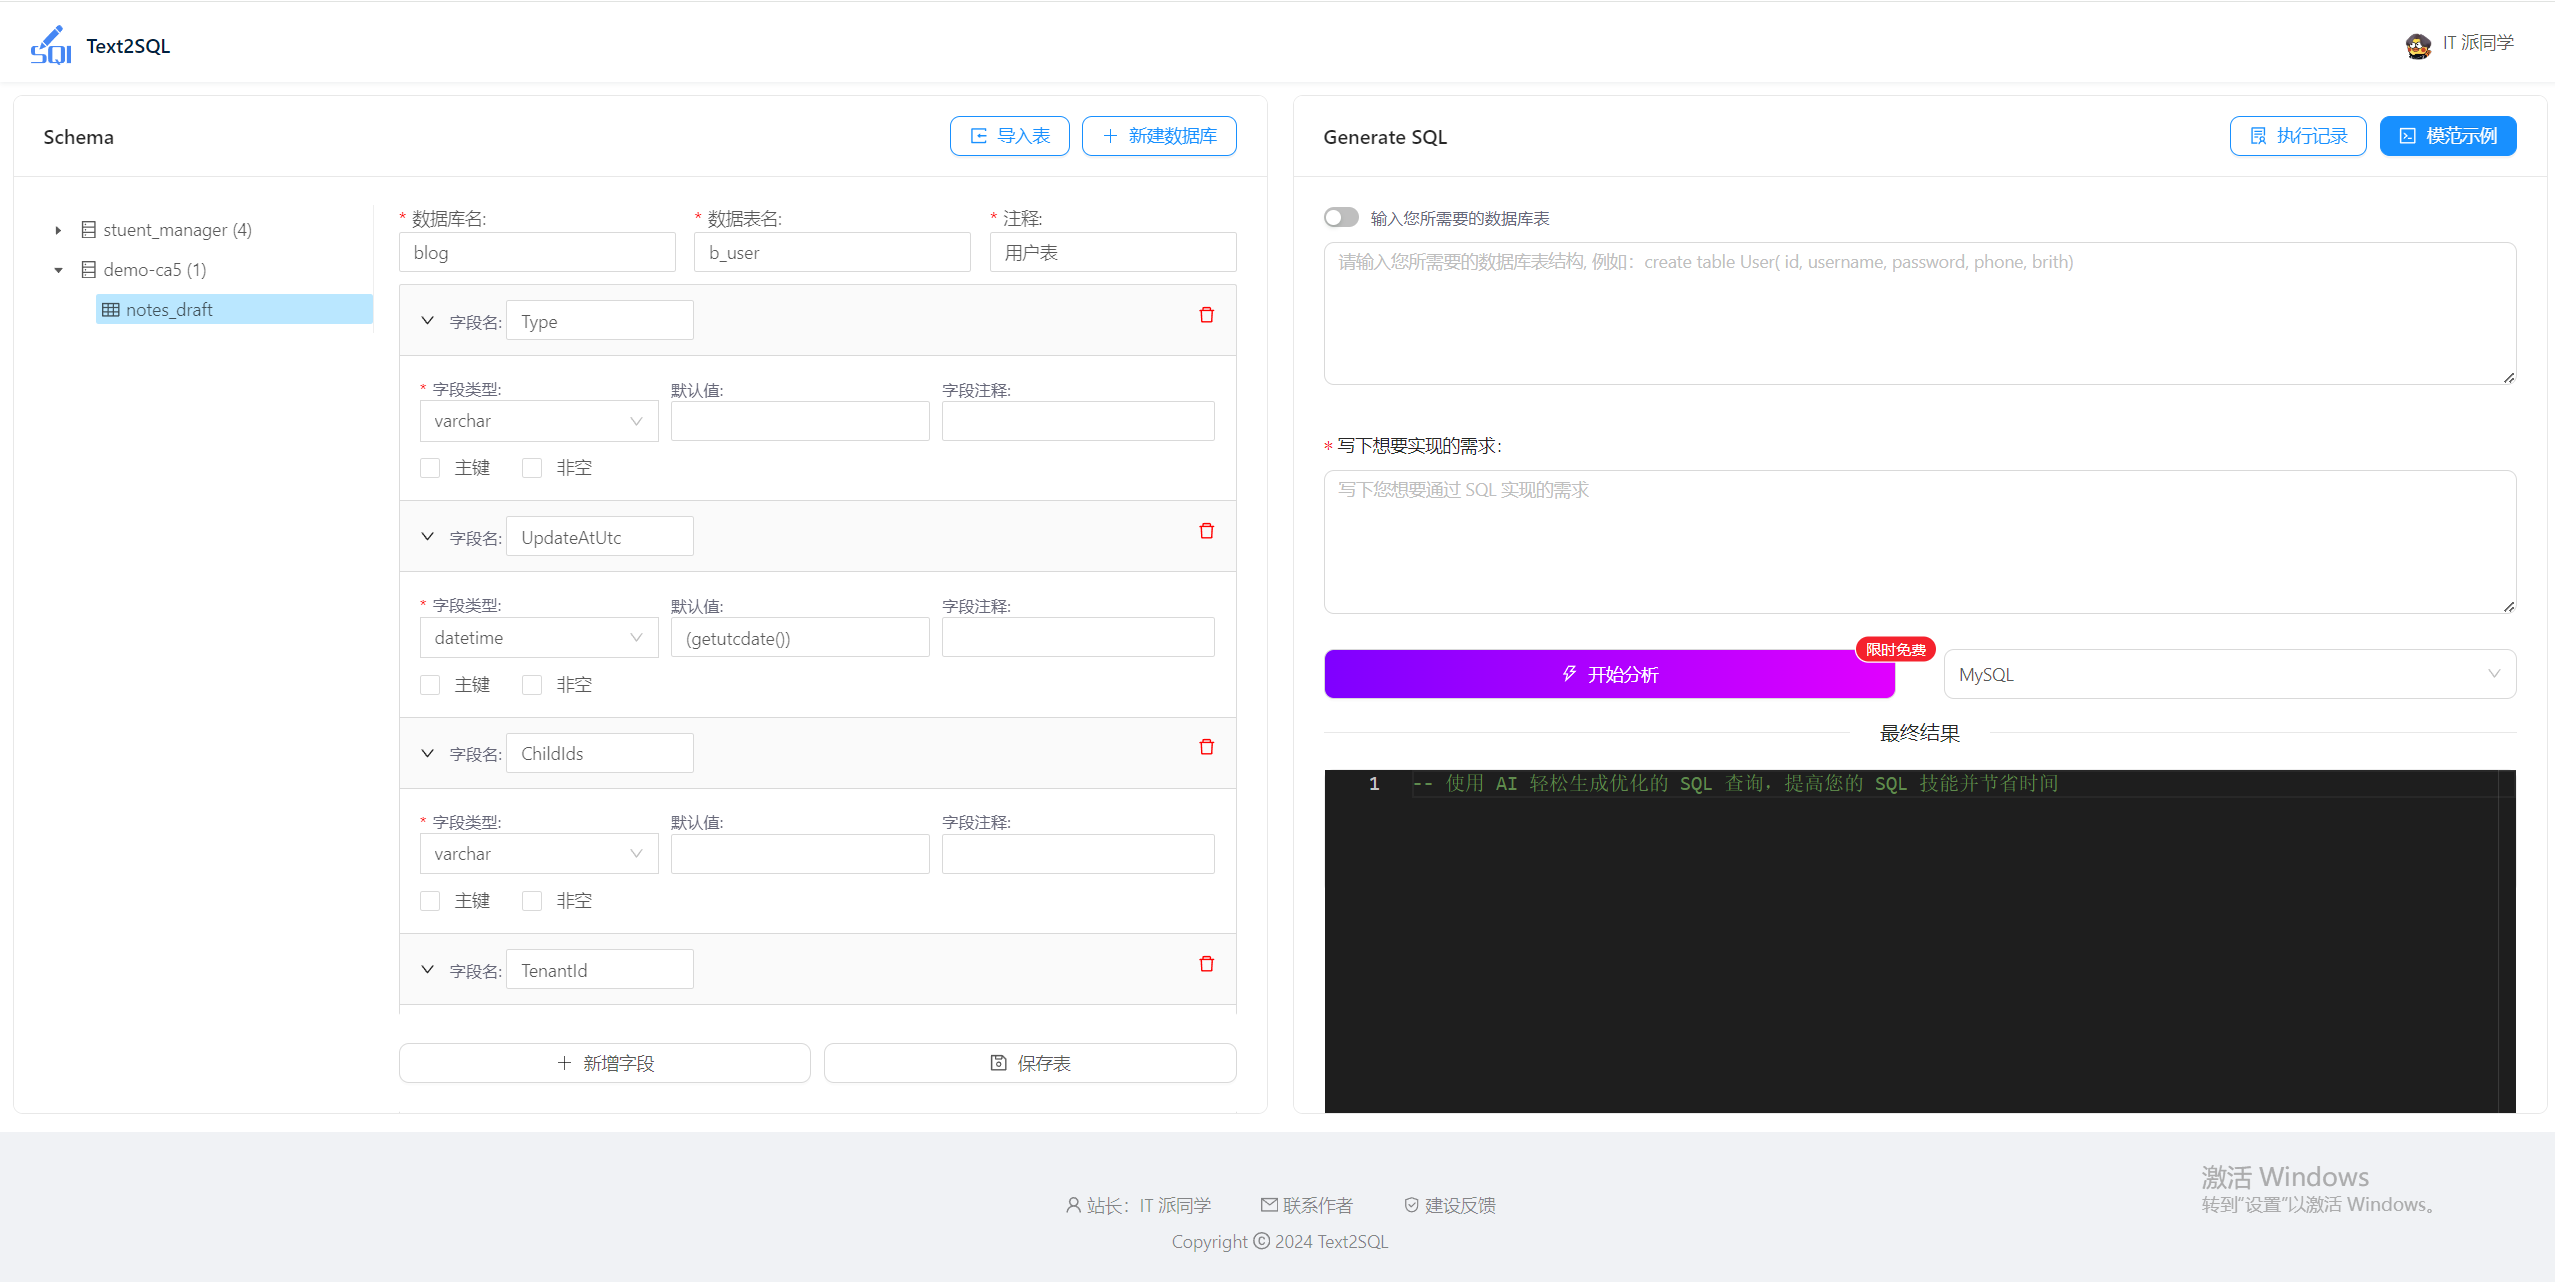 SQL Text2SQL
IT 派同学
Schema
导入表
新建数据库
stuent_manager (4)
demo-ca5 (1)
notes_draft
* 数据库名:
* 数据表名:
* 注释:
blog
b_user
用户表
字段名: Type
* 字段类型:
默认值:
字段注释:
varchar
主键
非空
字段名: UpdateAtUtc
* 字段类型:
默认值:
字段注释:
datetime
(getutcdate())
主键
非空
字段名: ChildIds
* 字段类型:
默认值:
字段注释:
varchar
主键
非空
字段名: TenantId
新增字段
保存表
Generate SQL
执行记录
模范示例
输入您所需要的数据库表
请输入您所需要的数据库表结构, 例如：create table User( id, username, password, phone, brith)
* 写下想要实现的需求:
写下您想要通过 SQL 实现的需求
开始分析
限时免费
MySQL
最终结果
1 -- 使用 AI 轻松生成优化的 SQL 查询，提高您的 SQL 技能并节省时间
站长：IT 派同学
联系作者
建设反馈
Copyright © 2024 Text2SQL
激活 Windows
转到"设置"以激活 Windows。